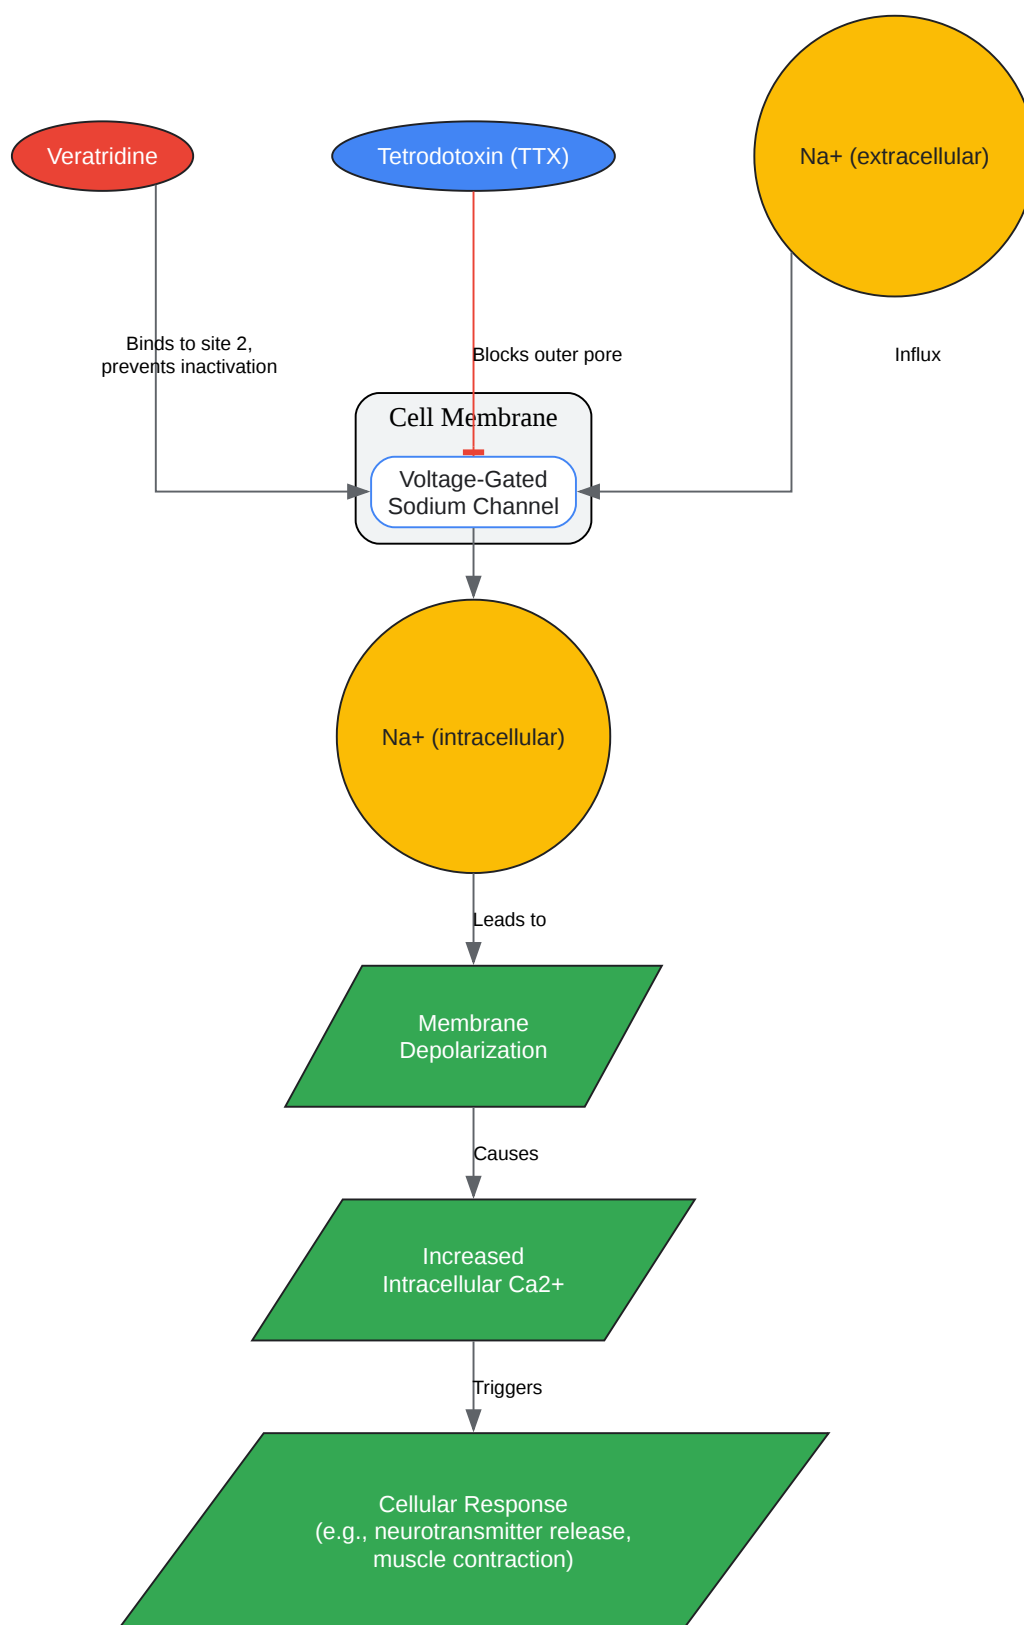 Veratridine
Tetrodotoxin (TTX)
Na+ (extracellular)
Binds to site 2,
prevents inactivation
Blocks outer pore
Influx
Cell Membrane
Voltage-Gated
Sodium Channel
Na+ (intracellular)
Leads to
Membrane
Depolarization
Causes
Increased
Intracellular Ca2+
Triggers
Cellular Response
(e.g., neurotransmitter release,
muscle contraction)